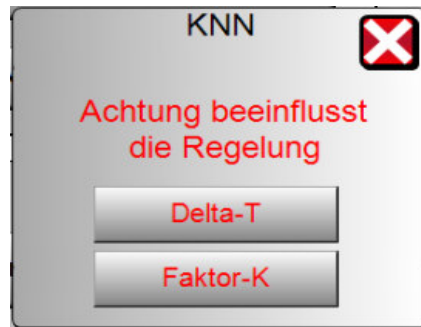 KNN
Achtung beeinflusst
die Regelung
Delta-T
Faktor-K